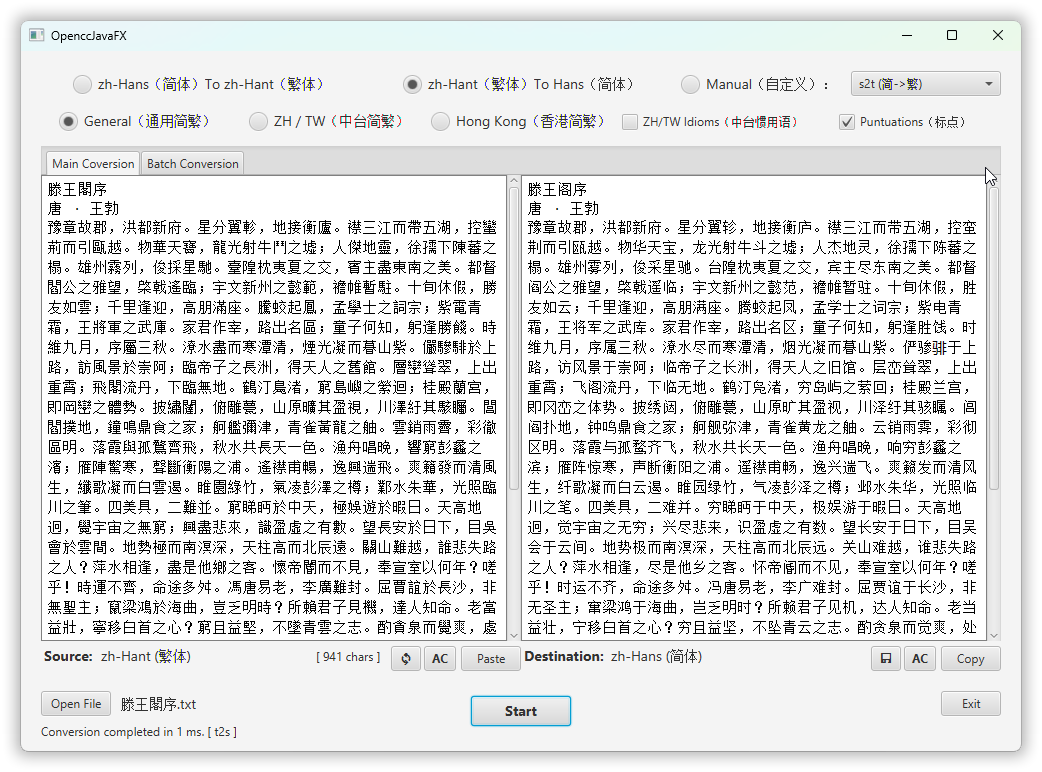 OpenccJavaFX
zh-Hans (简体) To zh-Hant (繁体)
zh-Hant (繁体) To Hans (简体)
Manual (自定义) :
s2t (简->繁)
General (通用简繁)
ZH / TW (中台简繁)
Hong Kong (香港简繁)
ZH/TW Idioms (中台惯用语)
Puntuations (标点)
Main Coversion
Batch Conversion
滕王閣序
唐 · 王勃
豫章故郡，洪都新府。星分翼軫，地接衡廬。襟三江而帶五湖，控蠻
荊而引甌越。物華天寶，龍光射牛鬥之墟；人傑地靈，徐孺下陳蕃之
榻。雄州霧列，俊採星馳。臺隍枕夷夏之交，賓主盡東南之美。都督
閻公之雅望，棨戟遙臨；宇文新州之懿範，襜帷暫駐。十旬休假，勝
友如雲；千里逢迎，高朋滿座。騰蛟起鳳，孟學士之詞宗；紫電青
霜，王將軍之武庫。家君作宰，路出名區；童子何知，躬逢勝餞。時
維九月，序屬三秋。潦水盡而寒潭清，煙光凝而暮山紫。儼驂騑於上
路，訪風景於崇阿；臨帝子之長洲，得天人之舊館。層巒聳翠，上出
重霄；飛閣流丹，下臨無地。鶴汀鳧渚，窮島嶼之縈迴；桂殿蘭宮，
即岡巒之體勢。披繡闥，俯雕甍，山原曠其盈視，川澤紆其駭矚。閭
閻撲地，鐘鳴鼎食之家；舸艦彌津，青雀黃龍之舳。雲銷雨霽，彩徹
區明。落霞與孤鶩齊飛，秋水共長天一色。漁舟唱晚，響窮彭蠡之
濱；雁陣驚寒，聲斷衡陽之浦。遙襟甫暢，逸興遄飛。爽籟發而清風
生，纖歌凝而白雲遏。睢園綠竹，氣凌彭澤之樽；鄴水朱華，光照臨
川之筆。四美具，二難並。窮睇眄於中天，極娛遊於暇日。天高地
迥，覺宇宙之無窮；興盡悲來，識盈虛之有數。望長安於日下，目吳
會於雲間。地勢極而南溟深，天柱高而北辰遠。關山難越，誰悲失路
之人？萍水相逢，盡是他鄉之客。懷帝閽而不見，奉宣室以何年？嗟
乎！時運不齊，命途多舛。馮唐易老，李廣難封。屈賈誼於長沙，非
無聖主；竄梁鴻於海曲，豈乏明時？所賴君子見機，達人知命。老當
益壯，寧移白首之心？窮且益堅，不墜青雲之志。酌貪泉而覺爽，處
滕王阁序
唐 · 王勃
豫章故郡，洪都新府。星分翼轸，地接衡庐。襟三江而带五湖，控蛮
荆而引瓯越。物华天宝，龙光射牛斗之墟；人杰地灵，徐孺下陈蕃之
榻。雄州雾列，俊采星驰。台隍枕夷夏之交，宾主尽东南之美。都督
阎公之雅望，棨戟遥临；宇文新州之懿范，襜帷暂驻。十旬休假，胜
友如云；千里逢迎，高朋满座。腾蛟起凤，孟学士之词宗；紫电青
霜，王将军之武库。家君作宰，路出名区；童子何知，躬逢胜饯。时
维九月，序属三秋。潦水尽而寒潭清，烟光凝而暮山紫。俨骖騑于上
路，访风景于崇阿；临帝子之长洲，得天人之旧馆。层峦耸翠，上出
重霄；飞阁流丹，下临无地。鹤汀凫渚，穷岛屿之萦回；桂殿兰宫，
即冈峦之体势。披绣闼，俯雕甍，山原旷其盈视，川泽纡其骇瞩。闾
阎扑地，钟鸣鼎食之家；舸舰弥津，青雀黄龙之舳。云销雨霁，彩彻
区明。落霞与孤鹜齐飞，秋水共长天一色。渔舟唱晚，响穷彭蠡之
滨；雁阵惊寒，声断衡阳之浦。遥襟甫畅，逸兴遄飞。爽籁发而清风
生，纤歌凝而白云遏。睢园绿竹，气凌彭泽之樽；邺水朱华，光照临
川之笔。四美具，二难并。穷睇眄于中天，极娱游于暇日。天高地
迥，觉宇宙之无穷；兴尽悲来，识盈虚之有数。望长安于日下，目吴
会于云间。地势极而南溟深，天柱高而北辰远。关山难越，谁悲失路
之人？萍水相逢，尽是他乡之客。怀帝阍而不见，奉宣室以何年？嗟
乎！时运不齐，命途多舛。冯唐易老，李广难封。屈贾谊于长沙，非
无圣主；窜梁鸿于海曲，岂乏明时？所赖君子见机，达人知命。老当
益壮，宁移白首之心？穷且益坚，不坠青云之志。酌贪泉而觉爽，处
Source: zh-Hant (繁体)
[ 941 chars ]
AC
Paste
Destination: zh-Hans (简体)
AC
Copy
Open File
滕王閣序.txt
Start
Exit
Conversion completed in 1 ms. [ t2s ]